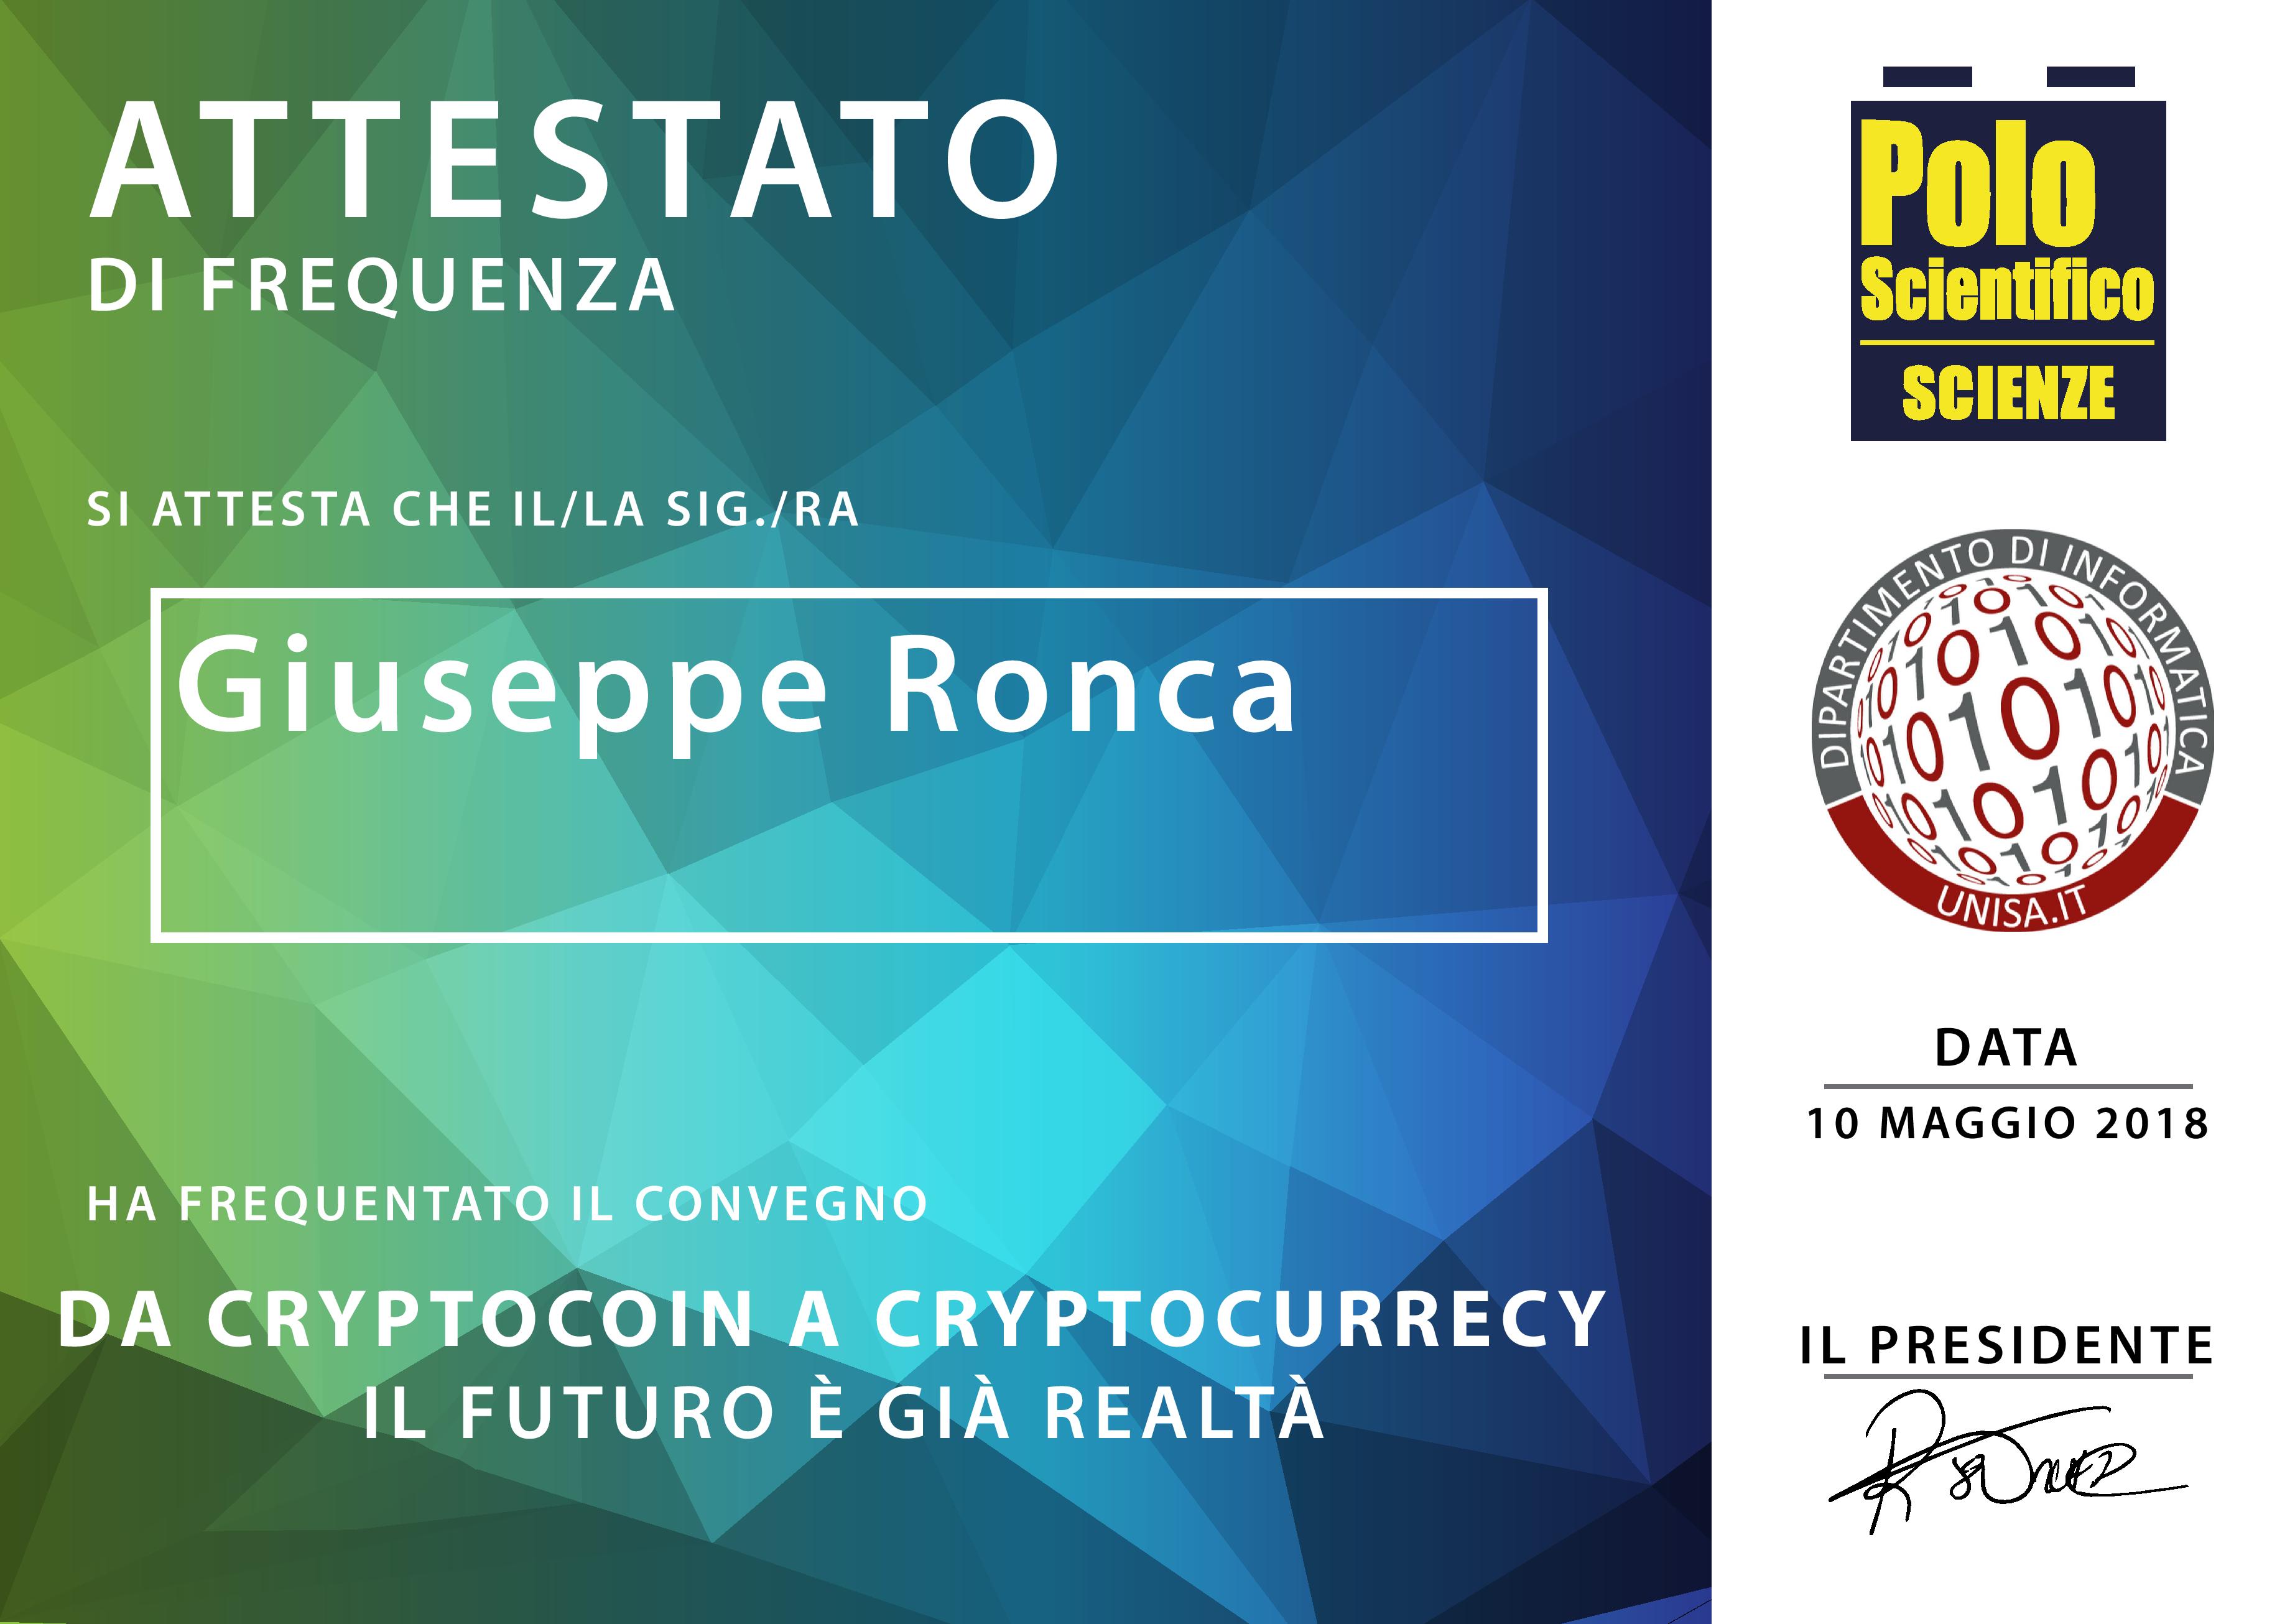 ATTESTATO
DI FREQUENZA
SI ATTESTA CHE IL/LA SIG./RA
Giuseppe Ronca
HA FREQUENTATO IL CONVEGNO
DA CRYPTOCOIN A CRYPTOCURRECY
IL FUTURO È GIÀ REALTÀ
Polo
Scientifico
SCIENZE
DIPARTIMENTO DI INFORMATICA
UNISA.IT
DATA
10 MAGGIO 2018
IL PRESIDENTE